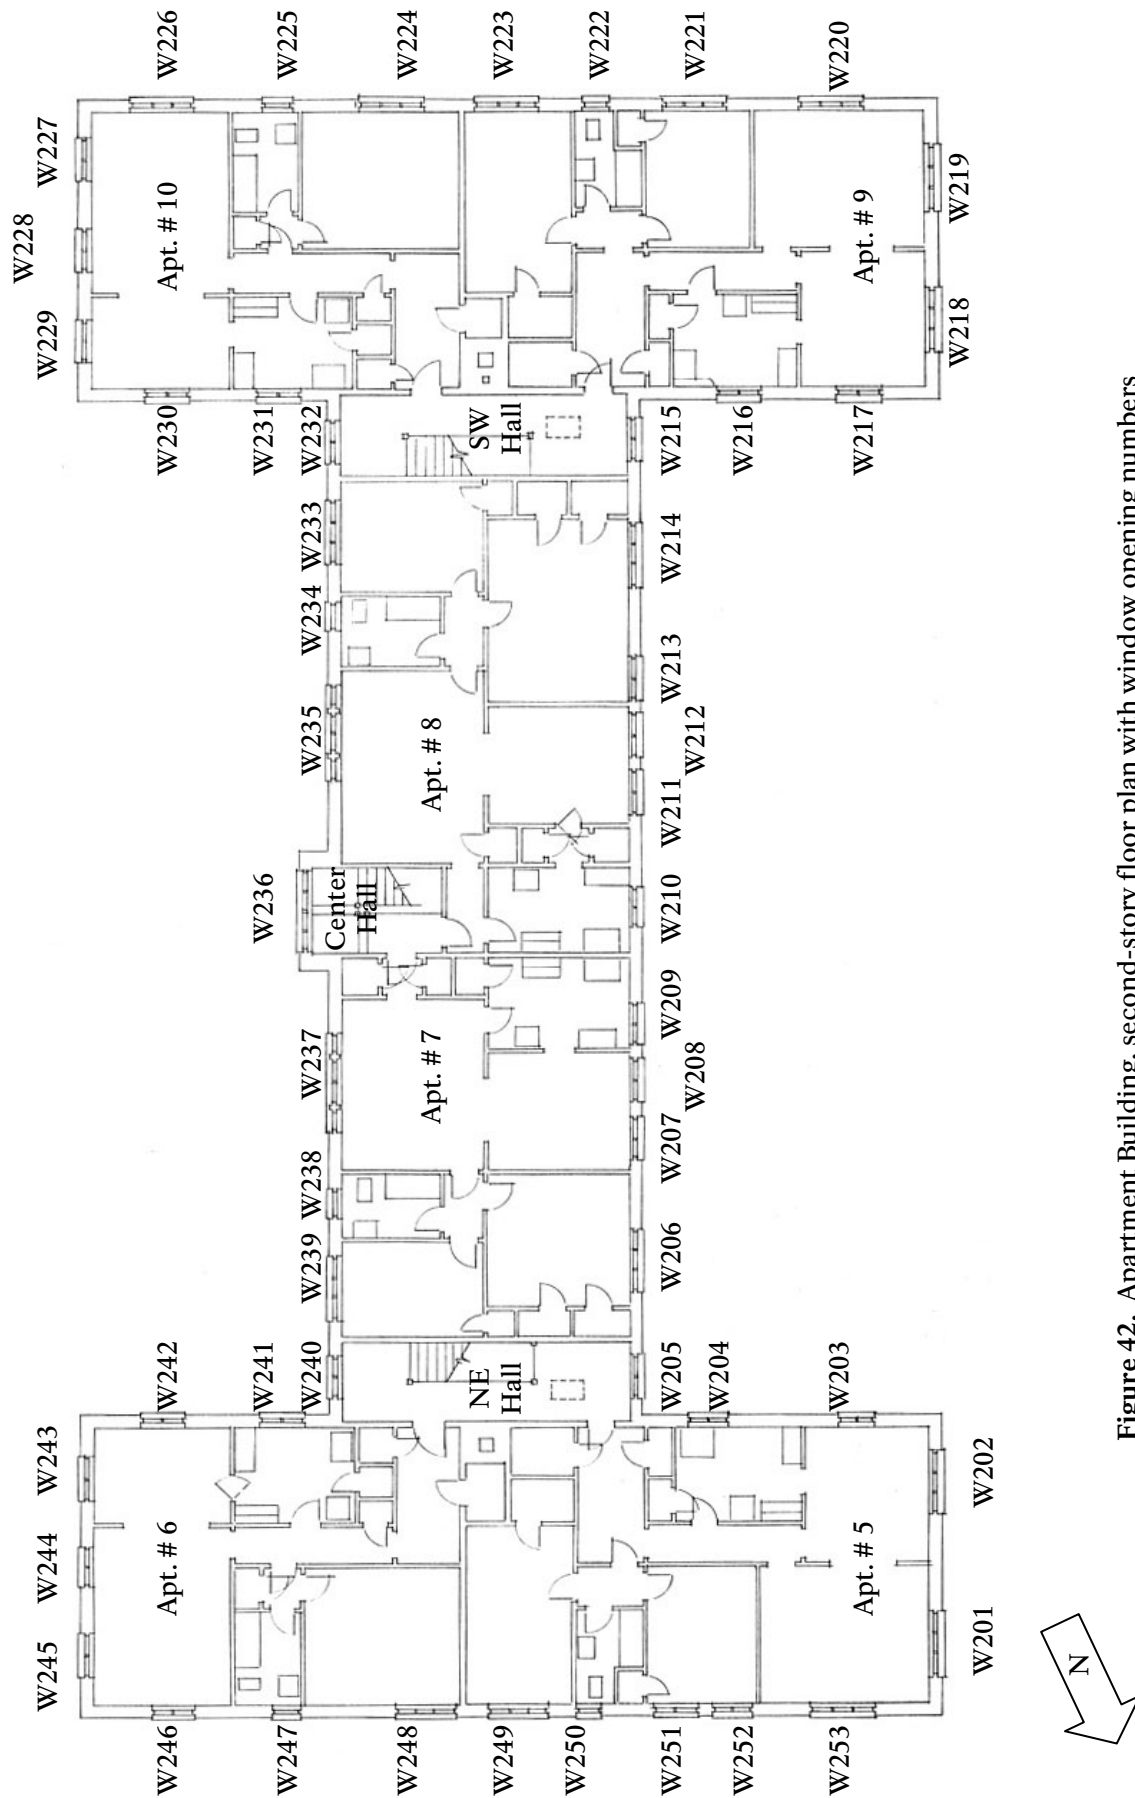 W226
W225
W224
W223
W222
W221
W220
W227
W228
W229
Apt. # 10
Apt. # 9
W219
W218
W230
W231
W232
SW
Hall
W215
W216
W217
W233
W234
W235
W214
W213
W212
W211
Apt. # 8
W236
Center
Hall
W210
W209
W208
W207
W237
Apt. # 7
W238
W239
W206
W242
W241
W240
NE
Hall
W205
W204
W203
W243
W244
W245
Apt. # 6
Apt. # 5
W202
W201
W246
W247
W248
W249
W250
W251
W252
W253
N
Figure 42. Apartment Building, second-story floor plan with window opening numbers